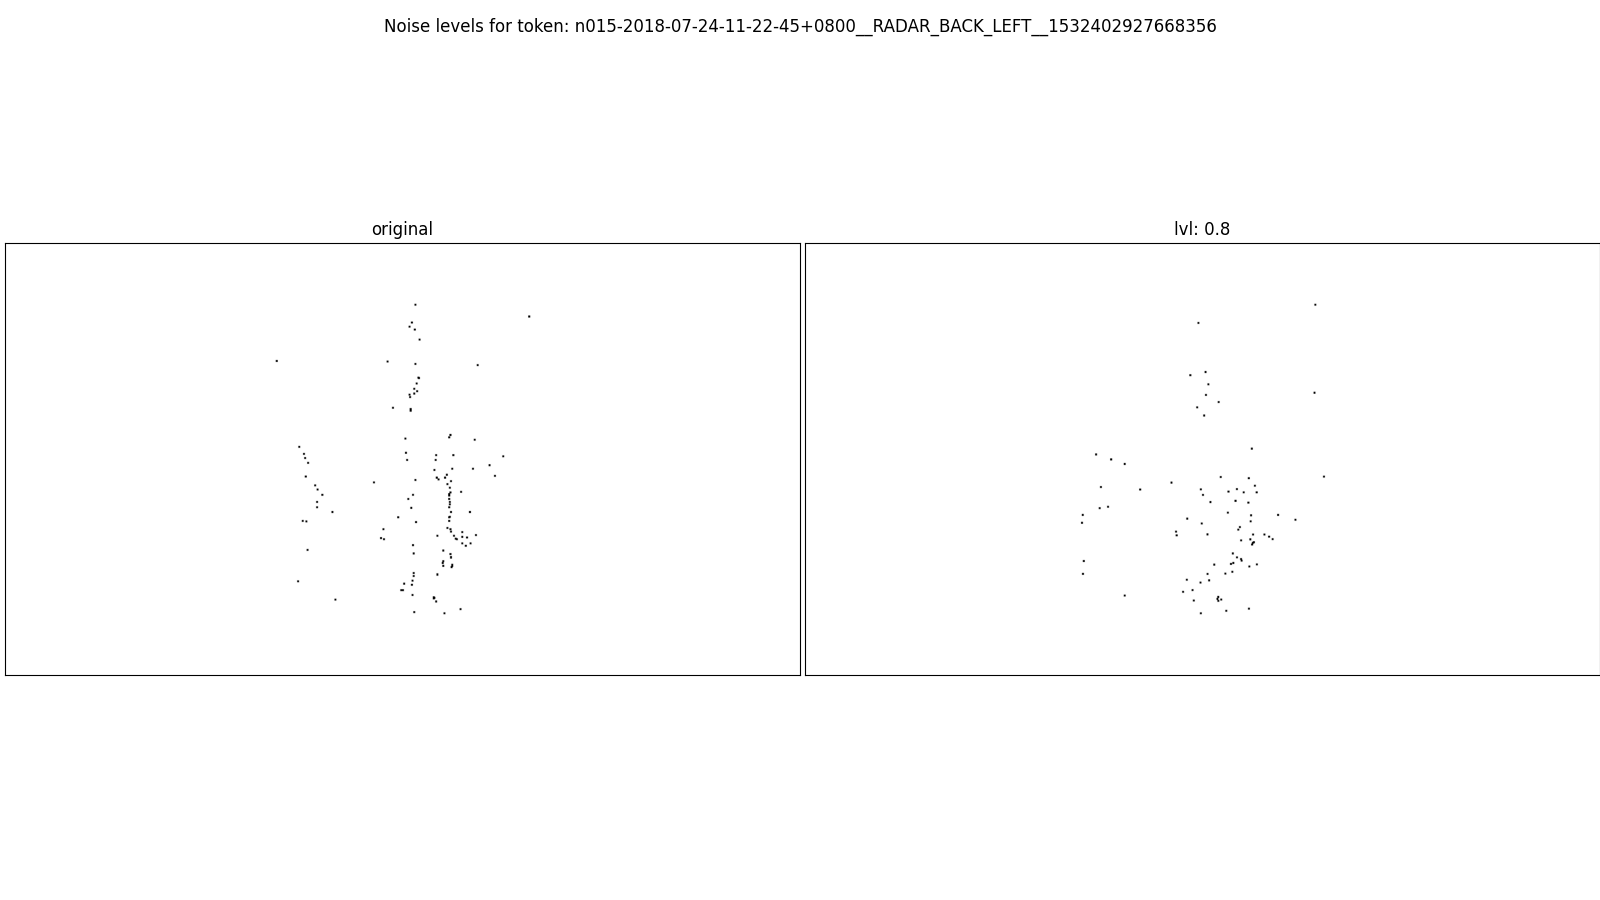 Noise levels for token: n015-2018-07-24-11-22-45+0800__RADAR_BACK_LEFT__1532402927668356
original
lvl: 0.8